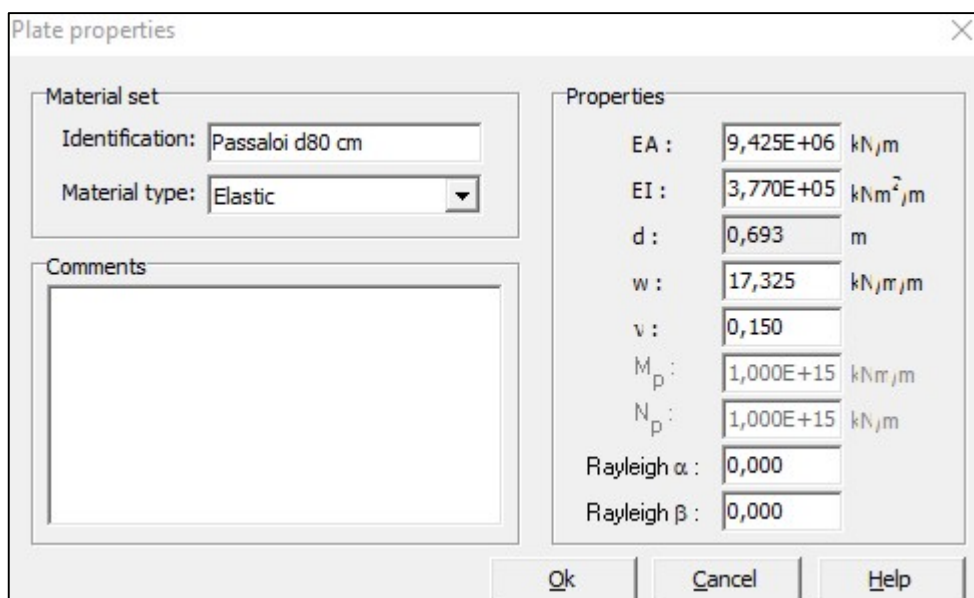 Plate properties
Material set
Identification: Passaloi d80 cm
Material type: Elastic
Comments
Properties
EA : 9,425E+06 kN/m
EI : 3,770E+05 kNm²/m
d : 0,693 m
w : 17,325 kN/m/m
ν : 0,150
Mp : 1,000E+15 kNm/m
Np : 1,000E+15 kN/m
Rayleigh α : 0,000
Rayleigh β : 0,000
Ok Cancel Help